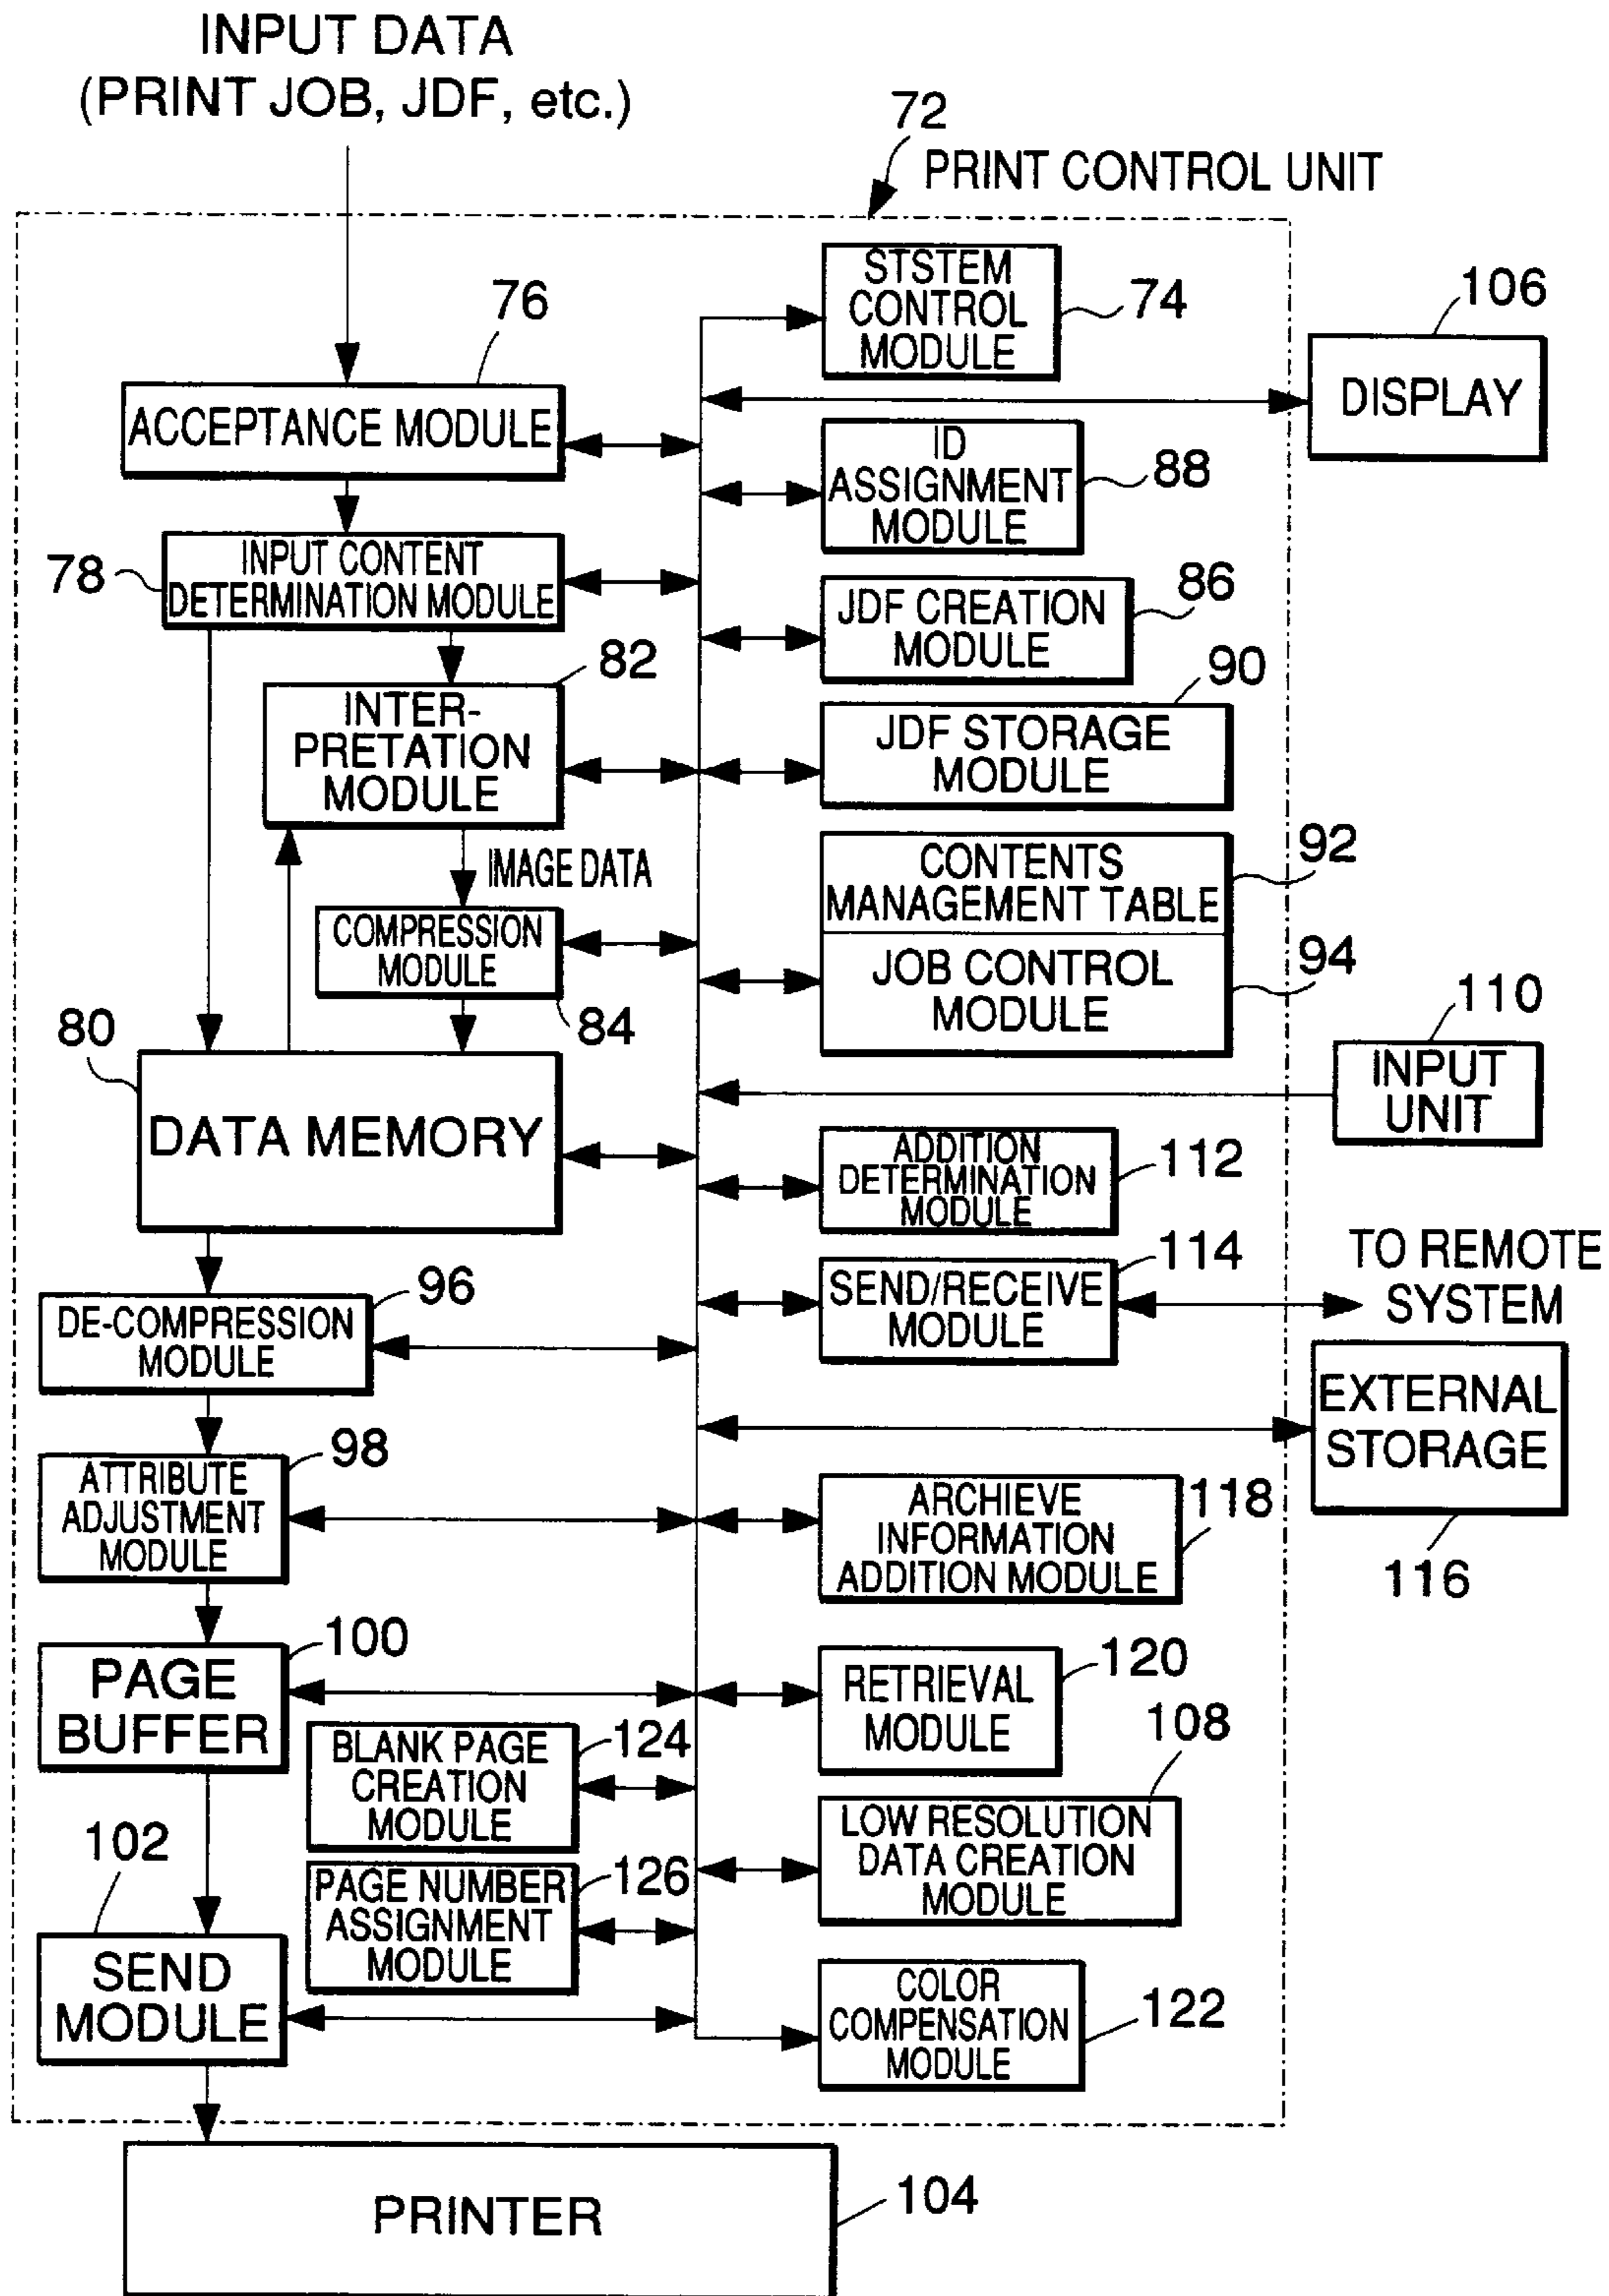 INPUT DATA
(PRINT JOB, JDF, etc.)
72
PRINT CONTROL UNIT
STSTEM
CONTROL
MODULE
74
106
DISPLAY
76
ACCEPTANCE MODULE
ID
ASSIGNMENT
MODULE
88
78
INPUT CONTENT
DETERMINATION MODULE
JDF CREATION
MODULE
86
82
INTER-
PRETATION
MODULE
90
JDF STORAGE
MODULE
IMAGE DATA
CONTENTS
MANAGEMENT TABLE
92
COMPRESSION
MODULE
84
JOB CONTROL
MODULE
94
80
DATA MEMORY
110
INPUT
UNIT
ADDITION
DETERMINATION
MODULE
112
SEND/RECEIVE
MODULE
114
TO REMOTE
SYSTEM
96
DE-COMPRESSION
MODULE
EXTERNAL
STORAGE
116
98
ATTRIBUTE
ADJUSTMENT
MODULE
ARCHIEVE
INFORMATION
ADDITION MODULE
118
100
PAGE
BUFFER
RETRIEVAL
MODULE
120
BLANK PAGE
CREATION
MODULE
124
108
LOW RESOLUTION
DATA CREATION
MODULE
102
SEND
MODULE
PAGE NUMBER
ASSIGNMENT
MODULE
126
COLOR
COMPENSATION
MODULE
122
PRINTER
104